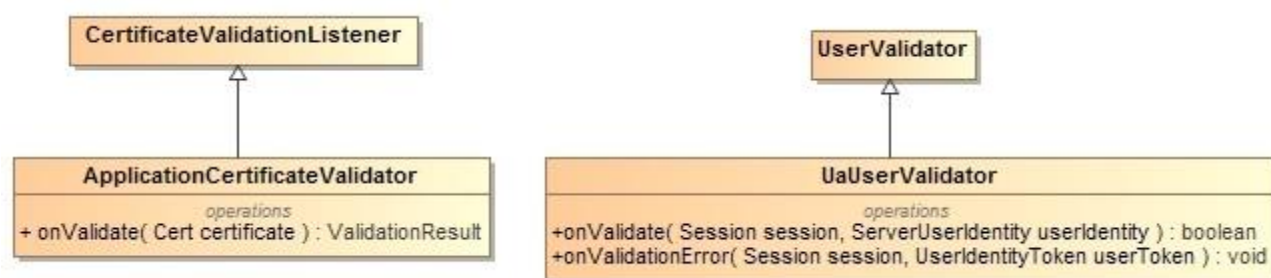 CertificateValidationListener
UserValidator
ApplicationCertificateValidator
operations
+ onValidate( Cert certificate ) : ValidationResult
UaUserValidator
operations
+onValidate( Session session, ServerUserIdentity userIdentity ) : boolean
+onValidationError( Session session, UserIdentityToken userToken ) : void